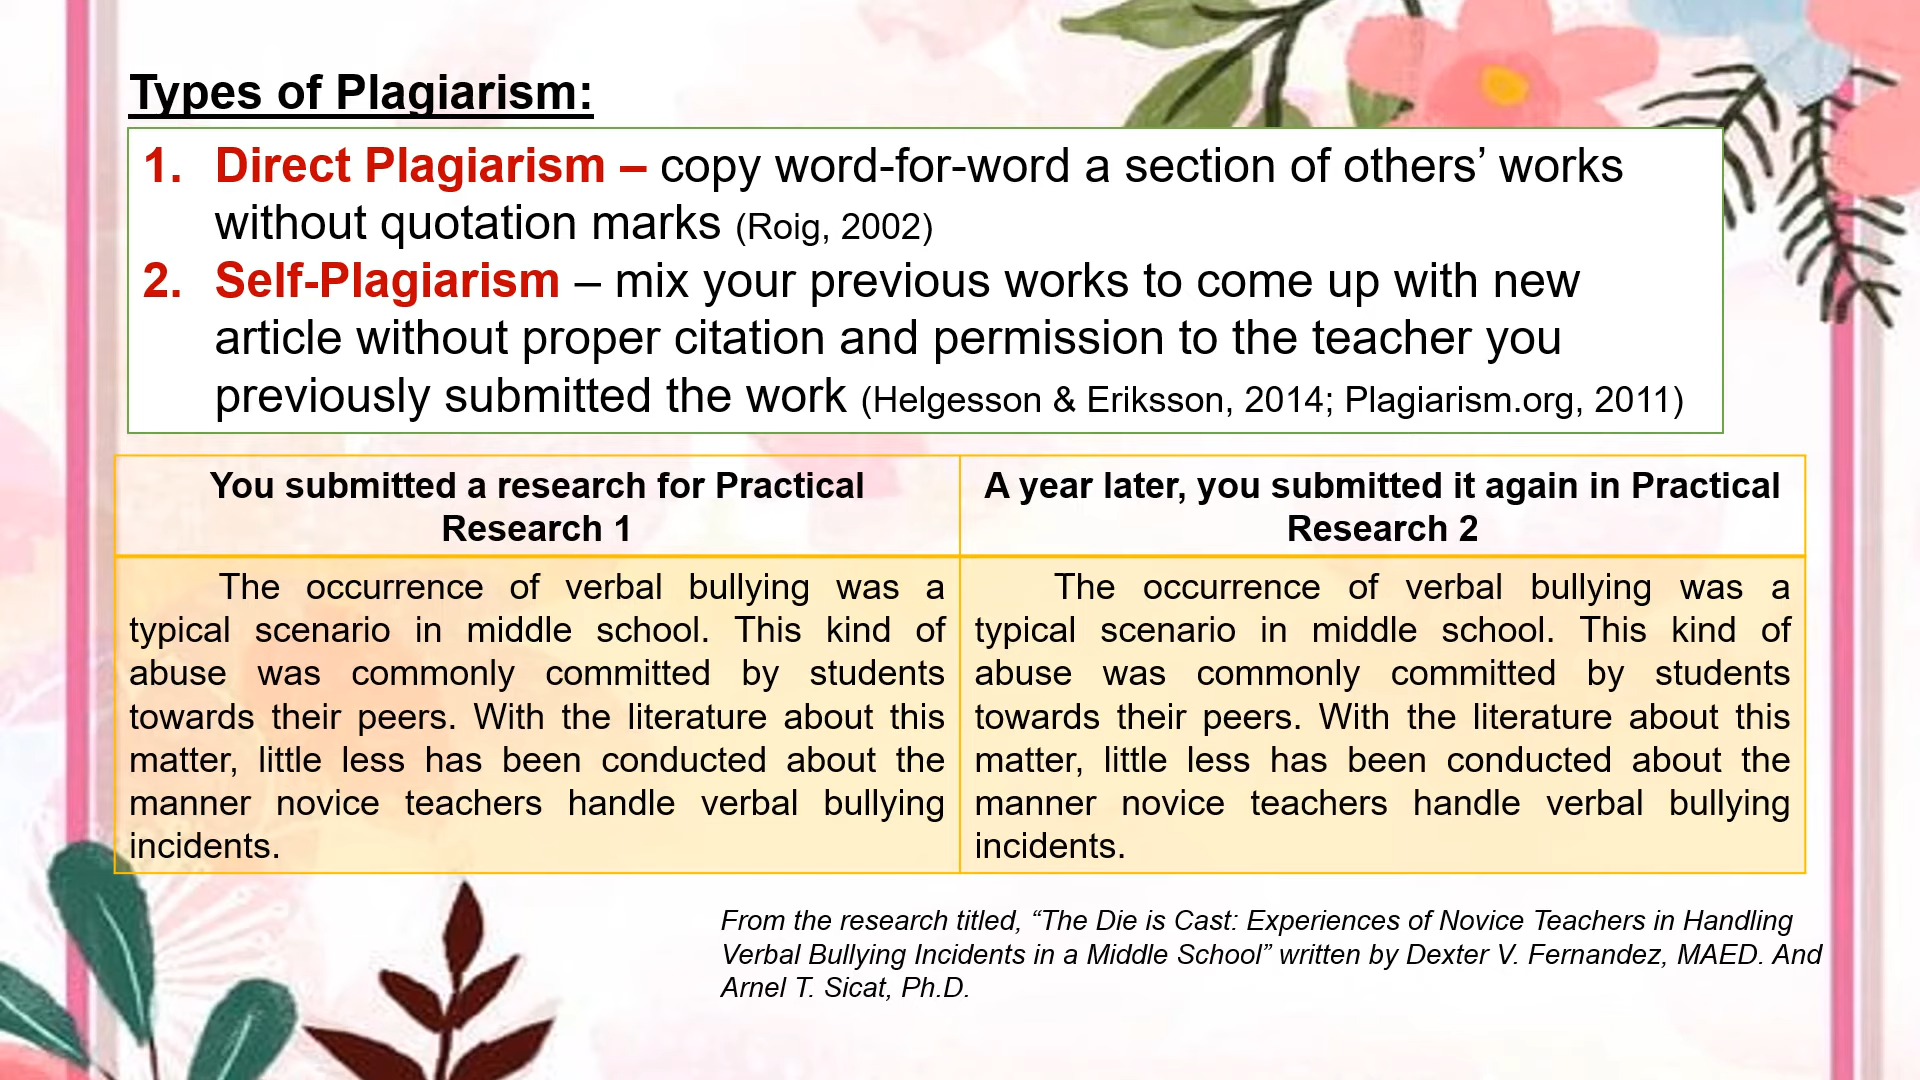 Types of Plagiarism:
1. Direct Plagiarism – copy word-for-word a section of others’ works
without quotation marks (Roig, 2002)
2. Self-Plagiarism – mix your previous works to come up with new
article without proper citation and permission to the teacher you
previously submitted the work (Helgesson & Eriksson, 2014; Plagiarism.org, 2011)
You submitted a research for Practical
Research 1
The occurrence of verbal bullying was a
typical scenario in middle school. This kind of
abuse was commonly committed by students
towards their peers. With the literature about this
matter, little less has been conducted about the
manner novice teachers handle verbal bullying
incidents.
A year later, you submitted it again in Practical
Research 2
The occurrence of verbal bullying was a
typical scenario in middle school. This kind of
abuse was commonly committed by students
towards their peers. With the literature about this
matter, little less has been conducted about the
manner novice teachers handle verbal bullying
incidents.
From the research titled, “The Die is Cast: Experiences of Novice Teachers in Handling
Verbal Bullying Incidents in a Middle School” written by Dexter V. Fernandez, MAED. And
Arnel T. Sicat, Ph.D.